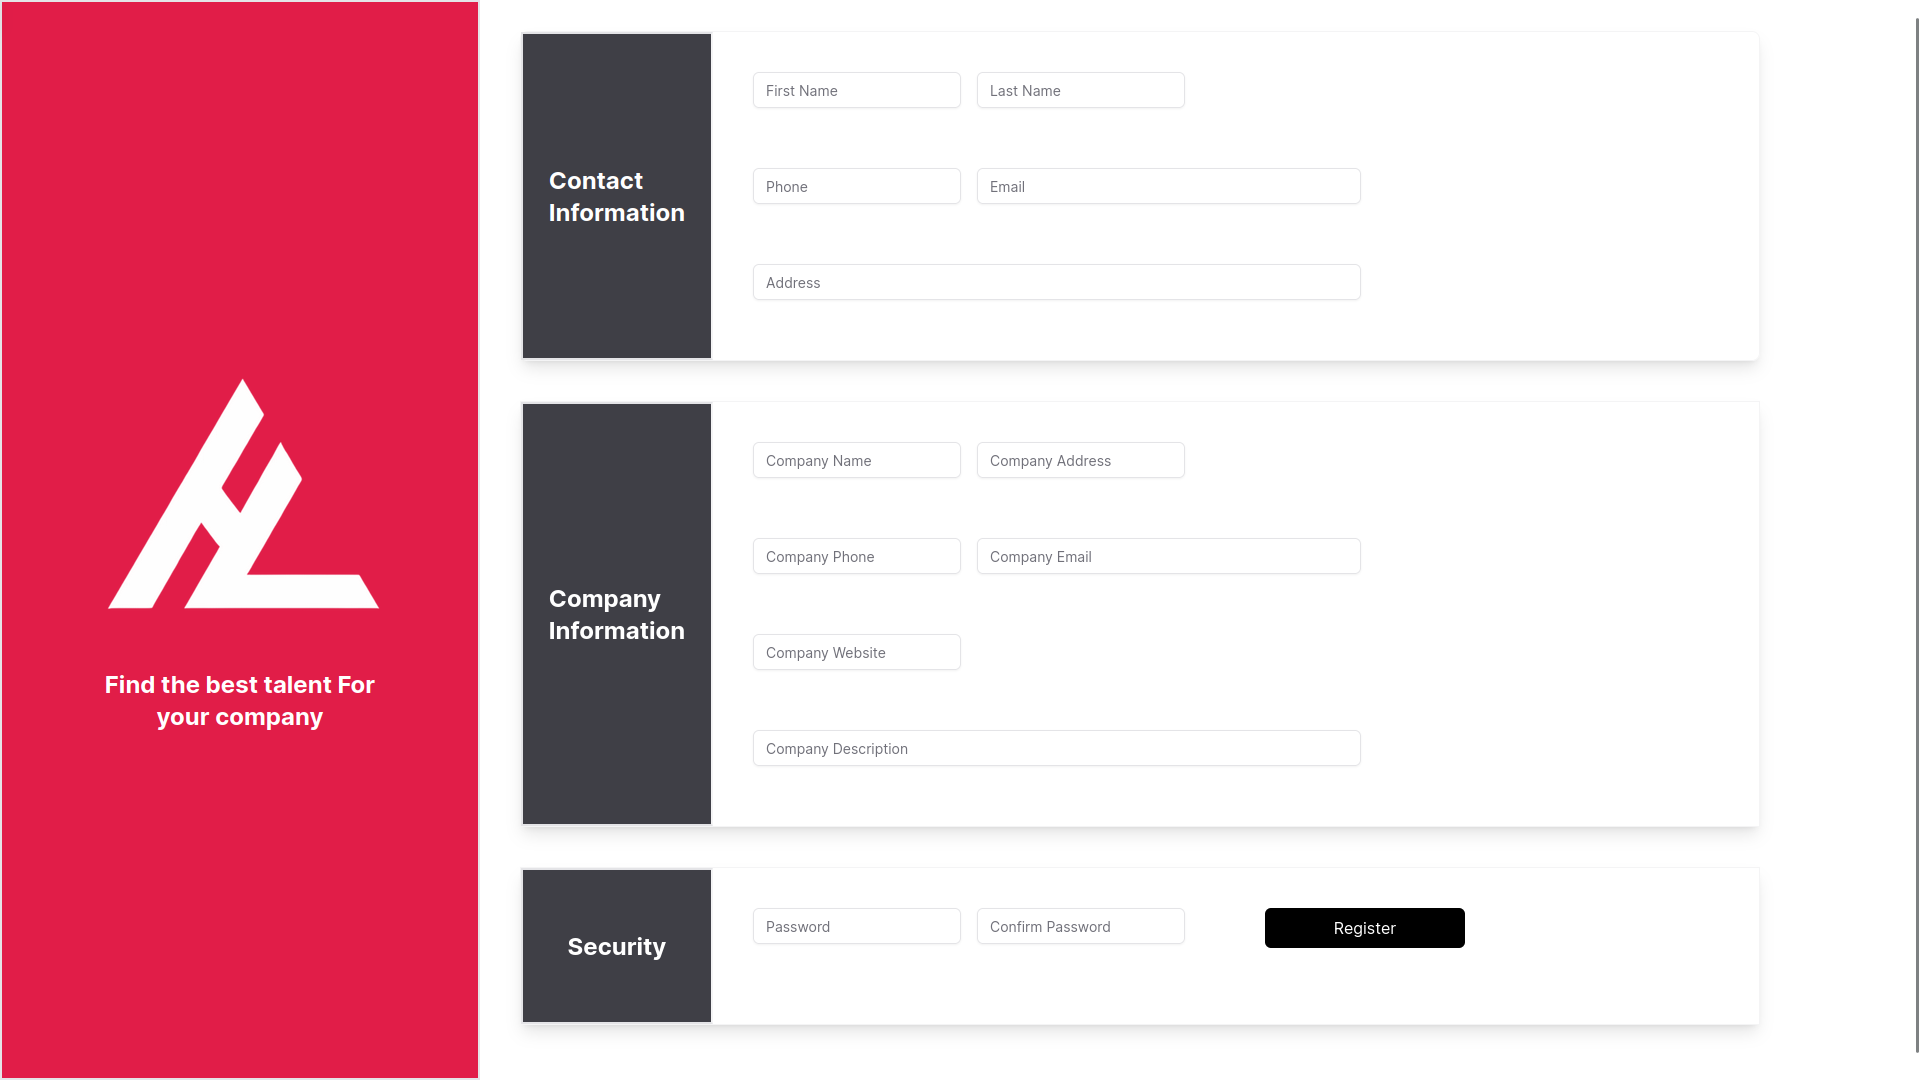 Find the best talent For
your company
Contact
Information
First Name
Last Name
Phone
Email
Address
Company
Information
Company Name
Company Address
Company Phone
Company Email
Company Website
Company Description
Security
Password
Confirm Password
Register